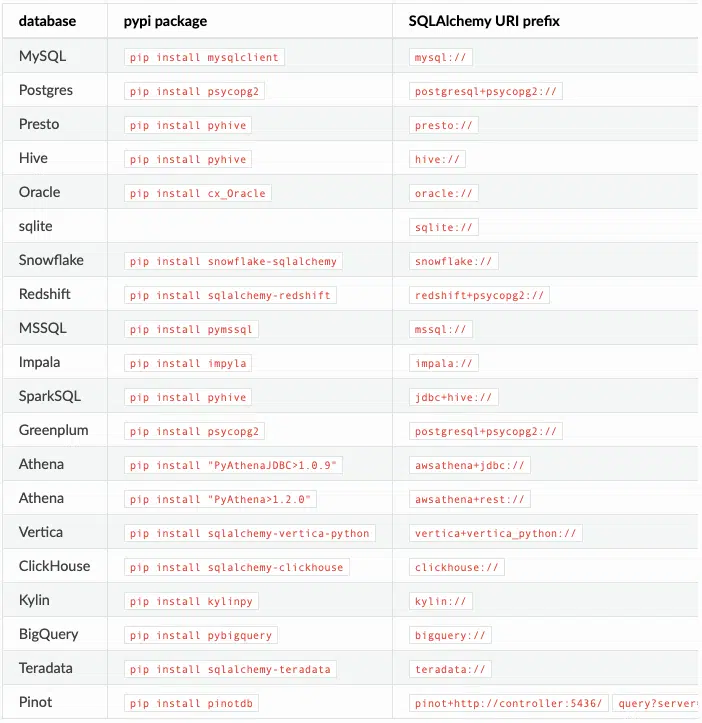 database pypi package SQLAlchemy URI prefix
MySQL pip install mysqlclient mysql://
Postgres pip install psycopg2 postgresql+psycopg2://
Presto pip install pyhive presto://
Hive pip install pyhive hive://
Oracle pip install cx_Oracle oracle://
sqlite sqlite://
Snowflake pip install snowflake-sqlalchemy snowflake://
Redshift pip install sqlalchemy-redshift redshift+psycopg2://
MSSQL pip install pymssql mssql://
Impala pip install impyla impala://
SparkSQL pip install pyhive jdbc+hive://
Greenplum pip install psycopg2 postgresql+psycopg2://
Athena pip install "PyAthenaJDBC>1.0.9" awsathena+jdbc://
Athena pip install "PyAthena>1.2.0" awsathena+rest://
Vertica pip install sqlalchemy-vertica-python vertica+vertica_python://
ClickHouse pip install sqlalchemy-clickhouse clickhouse://
Kylin pip install kylinpy kylin://
BigQuery pip install pybigquery bigquery://
Teradata pip install sqlalchemy-teradata teradata://
Pinot pip install pinotdb pinot+http://controller:5436/ query?server